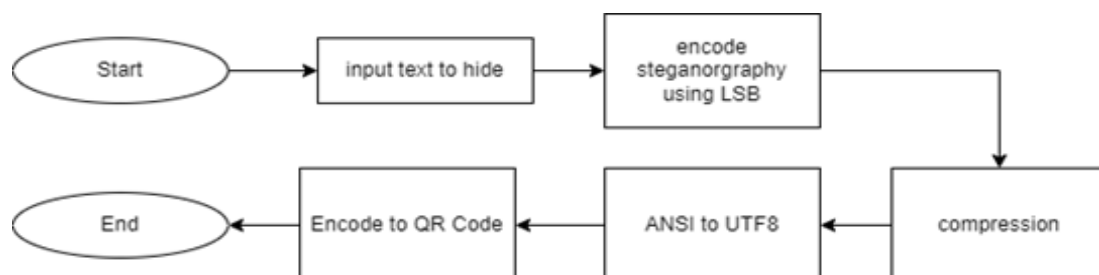 Start
input text to hide
encode
steganorgraphy
using LSB
compression
ANSI to UTF8
Encode to QR Code
End